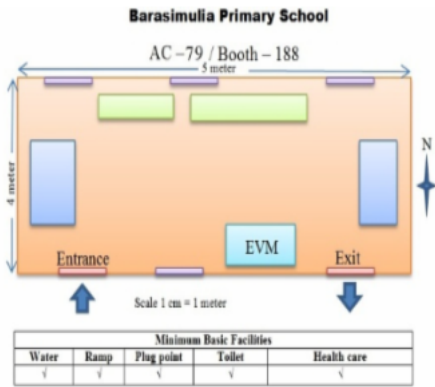 Barasimulia Primary School
AC –79 / Booth – 188
5 meter
4 meter
N
EVM
Entrance
Exit
Scale 1 cm = 1 meter
Minimum Basic Facilities
Water Ramp Plug point Toilet Health care
√ √ √ √ √